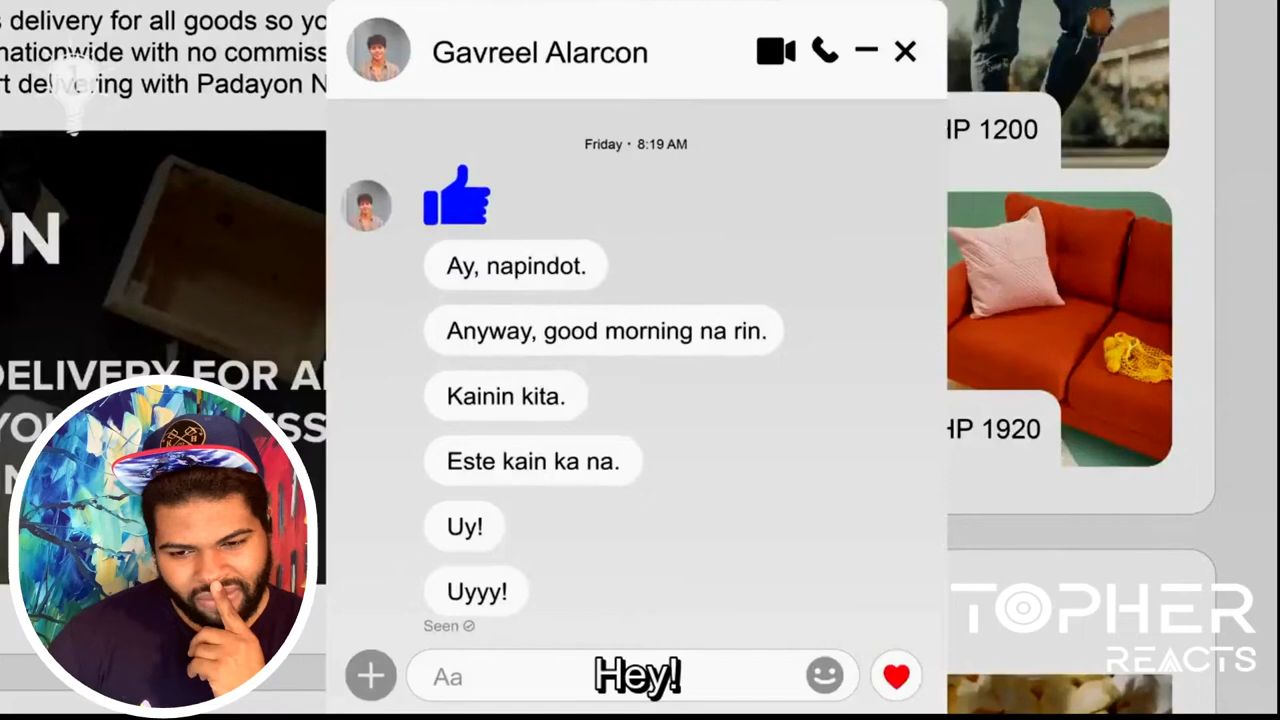 s delivery for all goods so yo
nationwide with no commiss
rt delivering with Padayon N
ON
DELIVERY FOR A
YOU
ESS
Gavreel Alarcon
Friday • 8:19 AM
Ay, napindot.
Anyway, good morning na rin.
Kainin kita.
Este kain ka na.
Uy!
Uyyy!
Seen
Aa
Hey!
HP 1200
HP 1920
TOPHER
REACTS